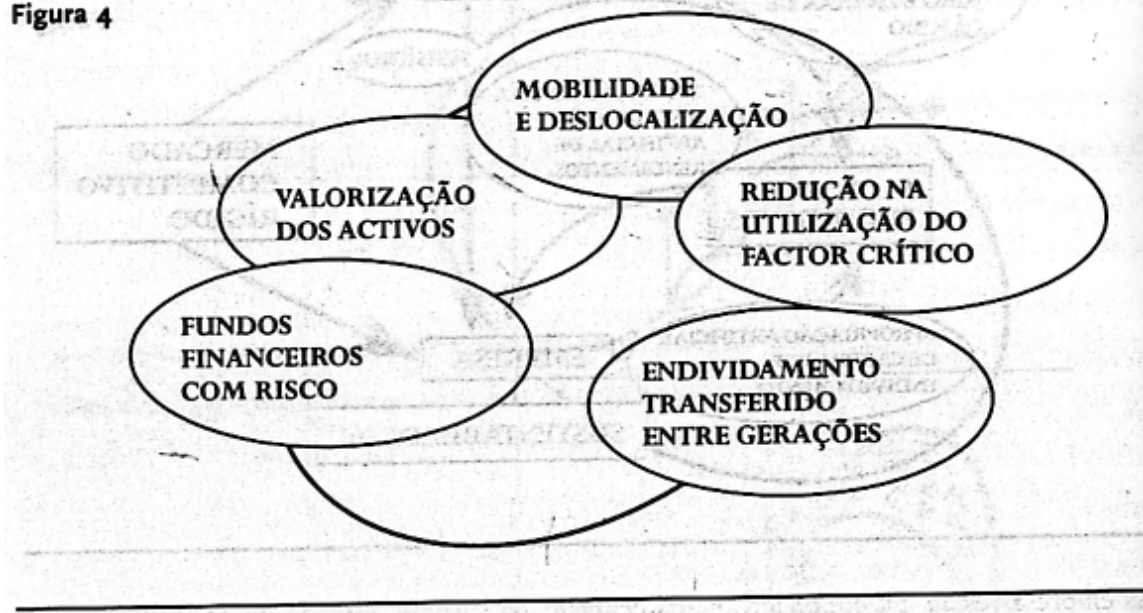 Figura 4
MOBILIDADE
E DESLOCALIZAÇÃO
VALORIZAÇÃO
DOS ACTIVOS
REDUÇÃO NA
UTILIZAÇÃO DO
FACTOR CRÍTICO
FUNDOS
FINANCEIROS
COM RISCO
ENDIVIDAMENTO
TRANSFERIDO
ENTRE GERAÇÕES